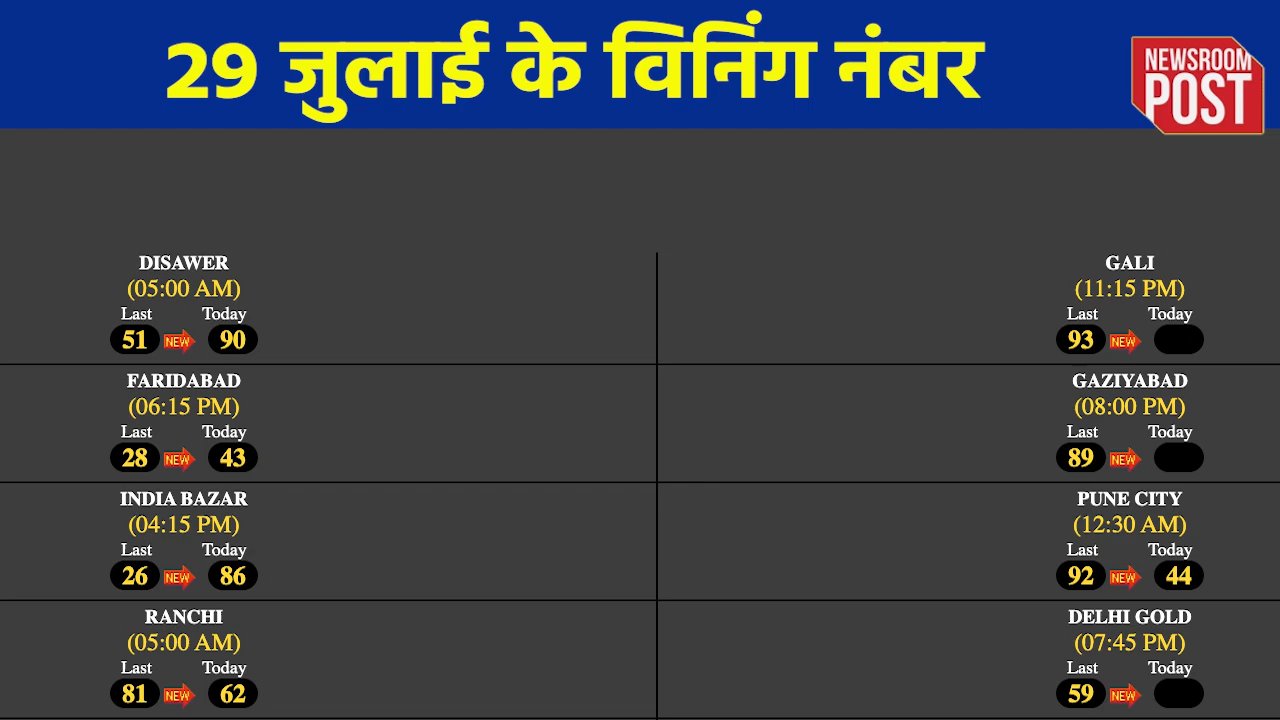 29 जुलाई के विनिंग नंबर
NEWSROOM
POST
DISAWER
(05:00 AM)
Last Today
51 NEW 90
GALI
(11:15 PM)
Last Today
93 NEW
FARIDABAD
(06:15 PM)
Last Today
28 NEW 43
GAZIYABAD
(08:00 PM)
Last Today
89 NEW
INDIA BAZAR
(04:15 PM)
Last Today
26 NEW 86
PUNE CITY
(12:30 AM)
Last Today
92 NEW 44
RANCHI
(05:00 AM)
Last Today
81 NEW 62
DELHI GOLD
(07:45 PM)
Last Today
59 NEW